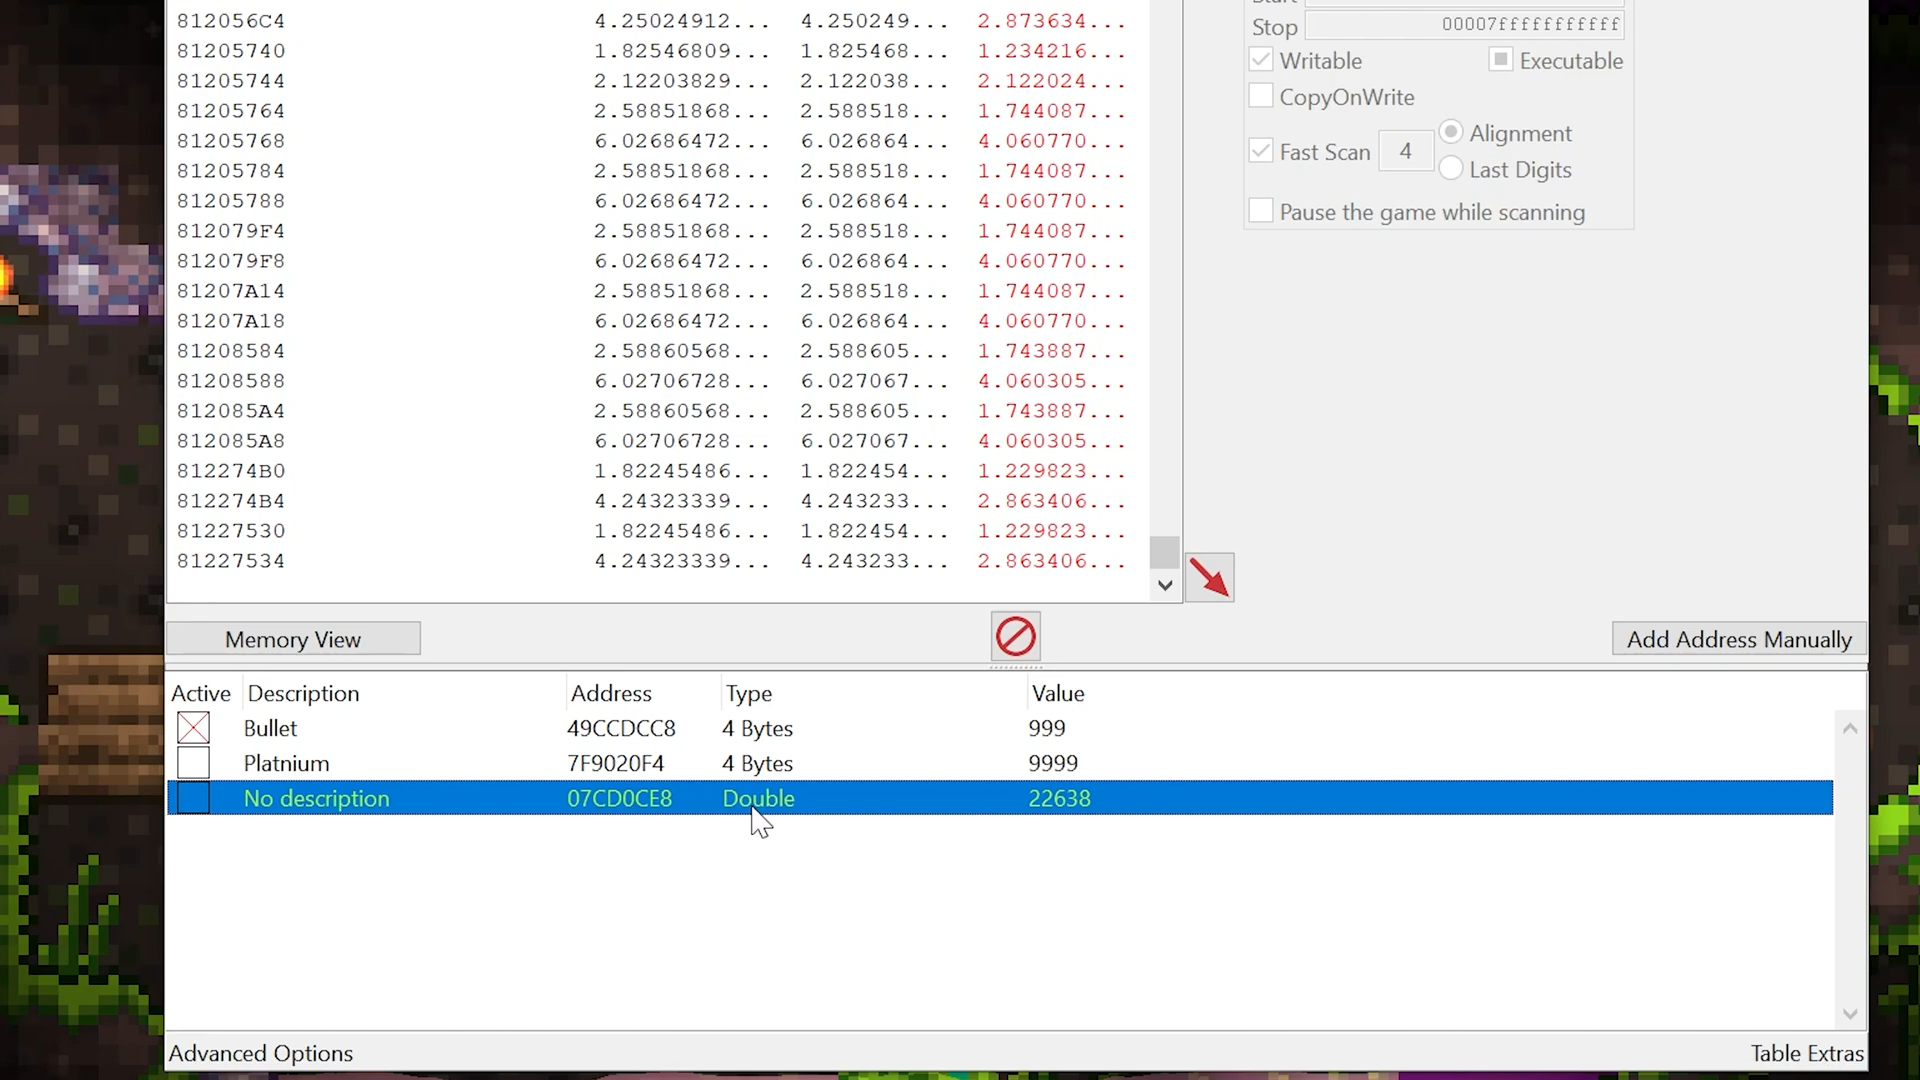 812056C4 4.25024912... 4.250249... 2.873634...
81205740 1.82546809... 1.825468... 1.234216...
81205744 2.12203829... 2.122038... 2.122024...
81205764 2.58851868... 2.588518... 1.744087...
81205768 6.02686472... 6.026864... 4.060770...
81205784 2.58851868... 2.588518... 1.744087...
81205788 6.02686472... 6.026864... 4.060770...
812079F4 2.58851868... 2.588518... 1.744087...
812079F8 6.02686472... 6.026864... 4.060770...
81207A14 2.58851868... 2.588518... 1.744087...
81207A18 6.02686472... 6.026864... 4.060770...
81208584 2.58860568... 2.588605... 1.743887...
81208588 6.02706728... 6.027067... 4.060305...
812085A4 2.58860568... 2.588605... 1.743887...
812085A8 6.02706728... 6.027067... 4.060305...
812274B0 1.82245486... 1.822454... 1.229823...
812274B4 4.24323339... 4.243233... 2.863406...
81227530 1.82245486... 1.822454... 1.229823...
81227534 4.24323339... 4.243233... 2.863406...
Stop 00007fffffffffff
Writable Executable
CopyOnWrite
Fast Scan 4 Alignment
Last Digits
Pause the game while scanning
Memory View Add Address Manually
Active Description Address Type Value
Bullet 49CCDCC8 4 Bytes 999
Platnium 7F9020F4 4 Bytes 9999
No description 07CD0CE8 Double 22638
Advanced Options Table Extras